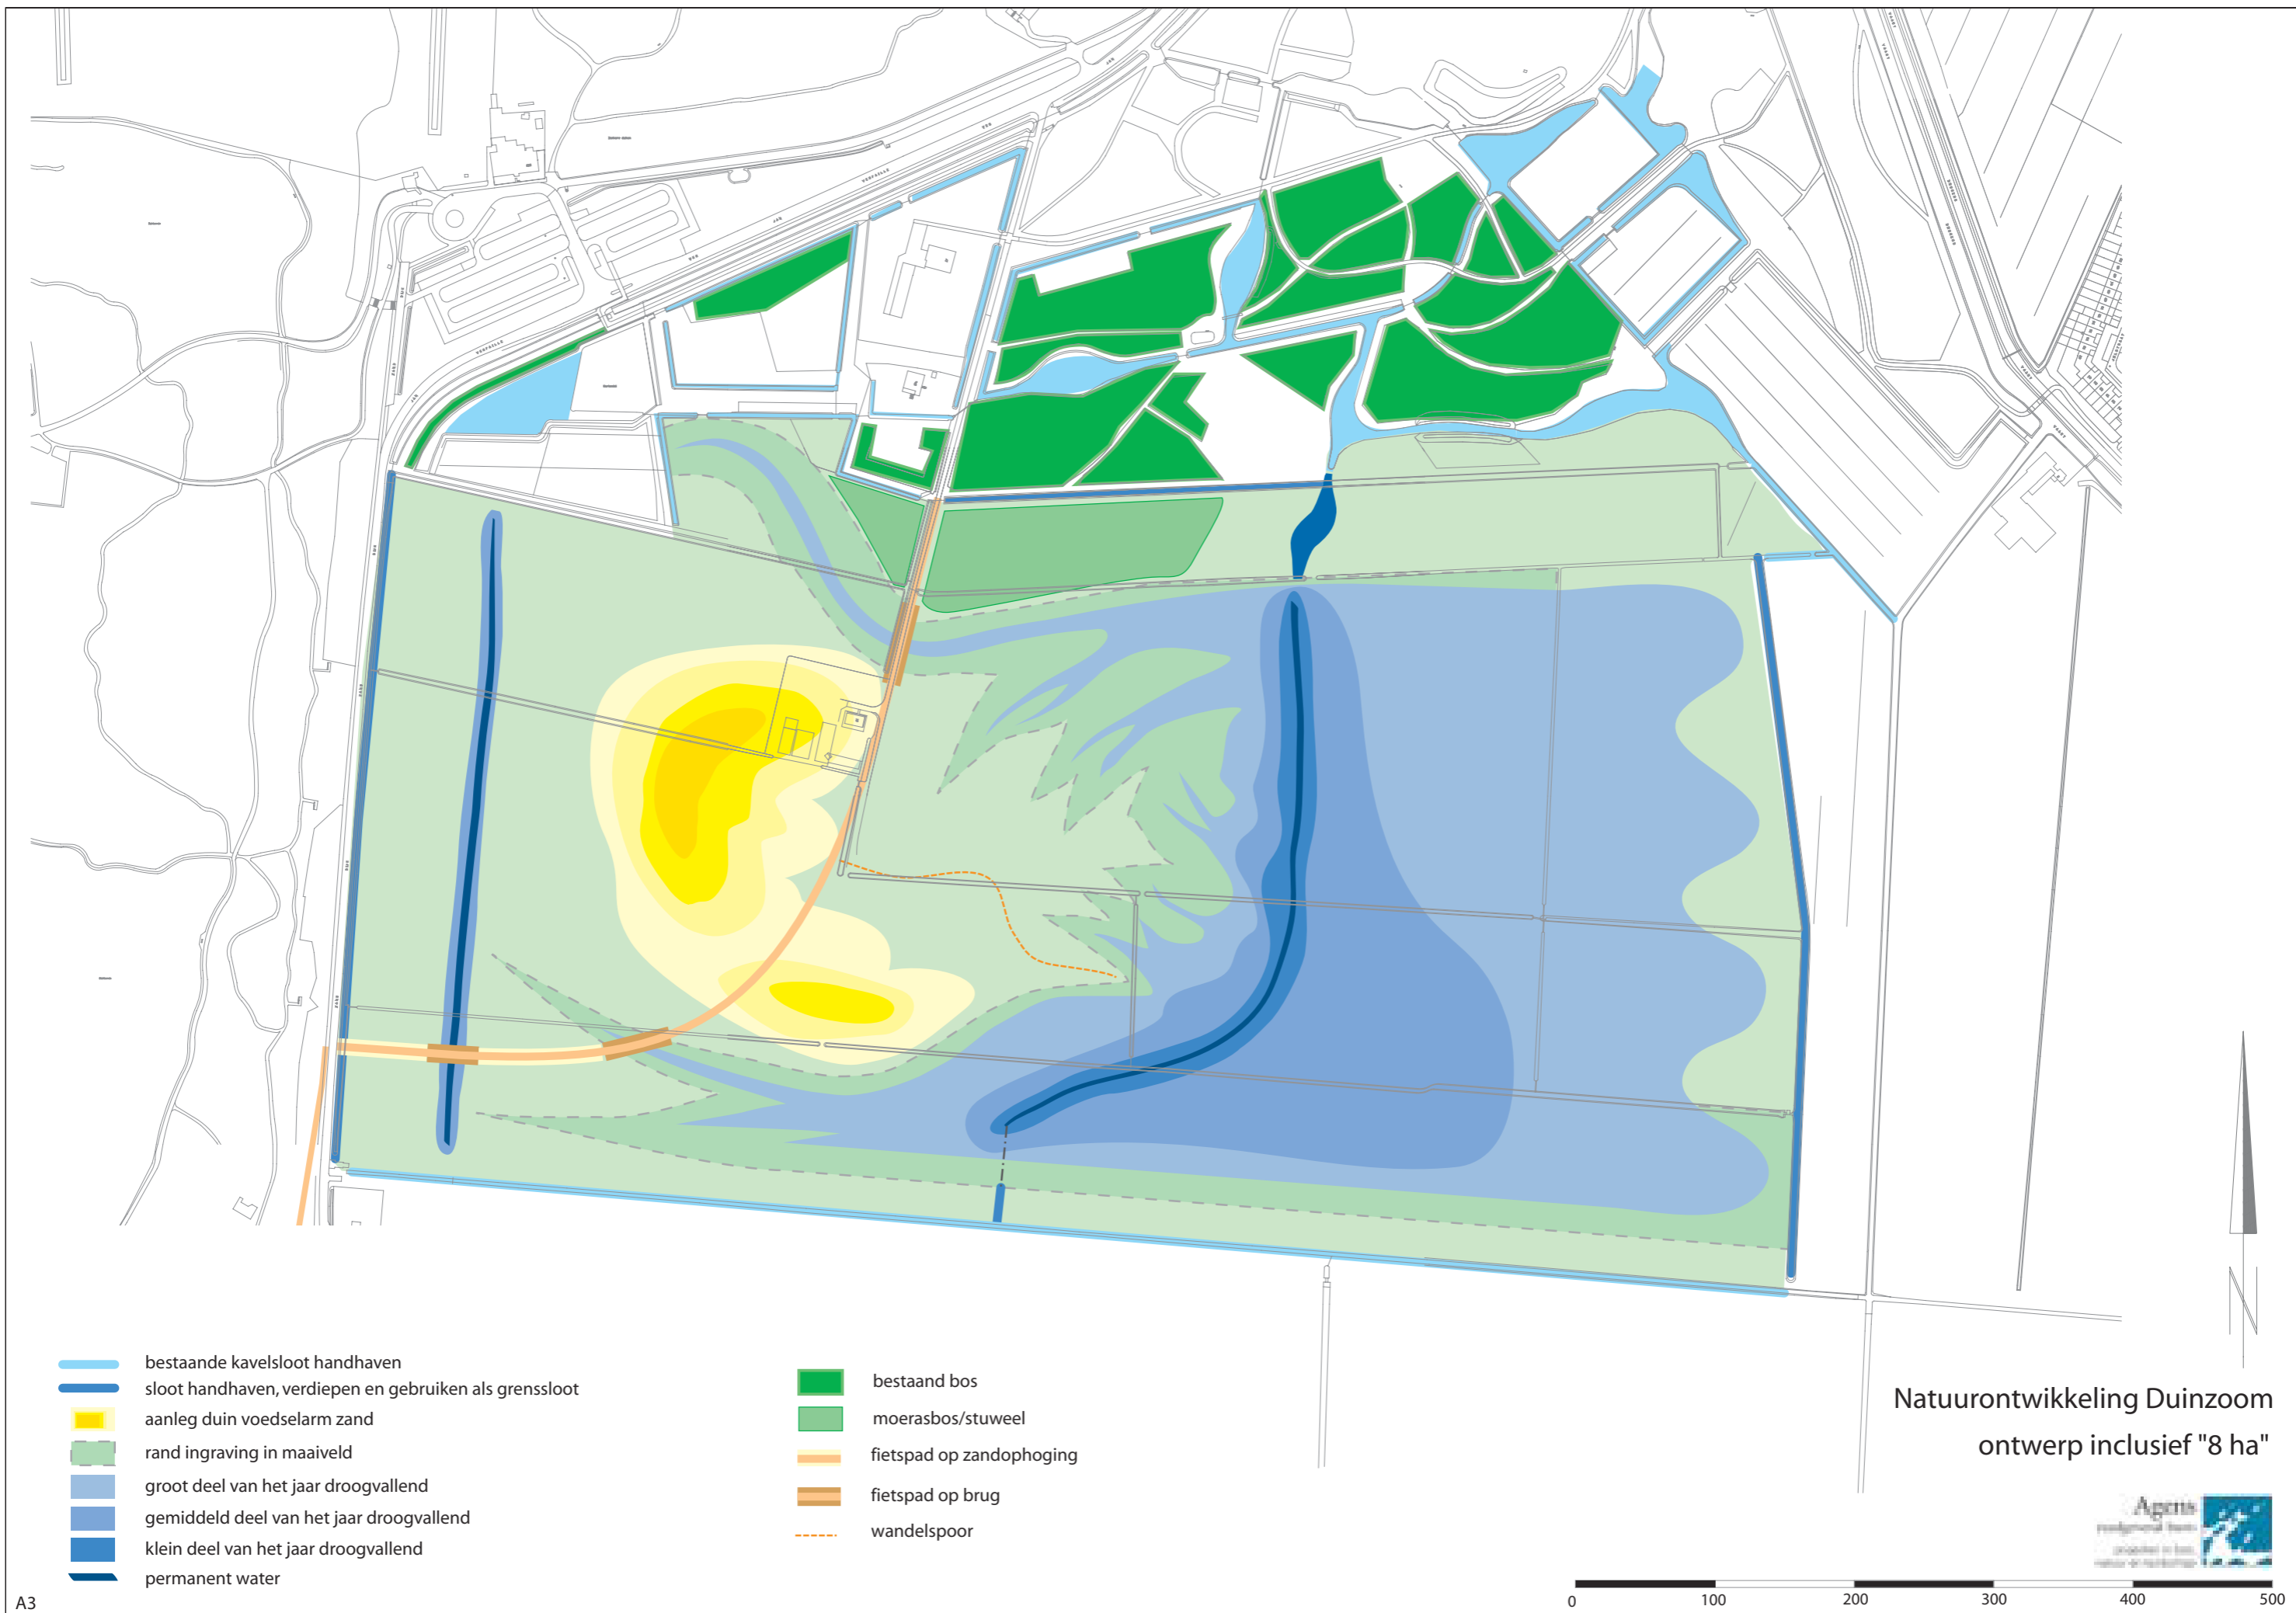 bestaande kavelsloot handhaven
sloot handhaven, verdiepen en gebruiken als grenssloot
aanleg duin voedselarm zand
rand ingraving in maaiveld
groot deel van het jaar droogvallend
gemiddeld deel van het jaar droogvallend
klein deel van het jaar droogvallend
permanent water
bestaand bos
moerasbos/stuweel
fietspad op zandophoging
fietspad op brug
wandelspoor
Natuurontwikkeling Duinzoom
ontwerp inclusief "8 ha"
Agens
0 100 200 300 400 500
A3